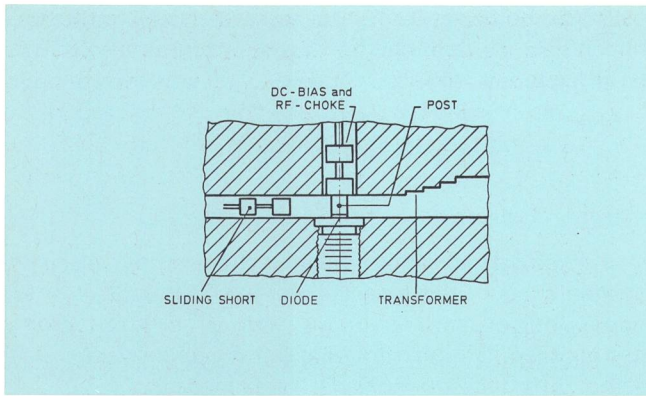 DC-BIAS and
RF-CHOKE
POST
SLIDING SHORT
DIODE
TRANSFORMER